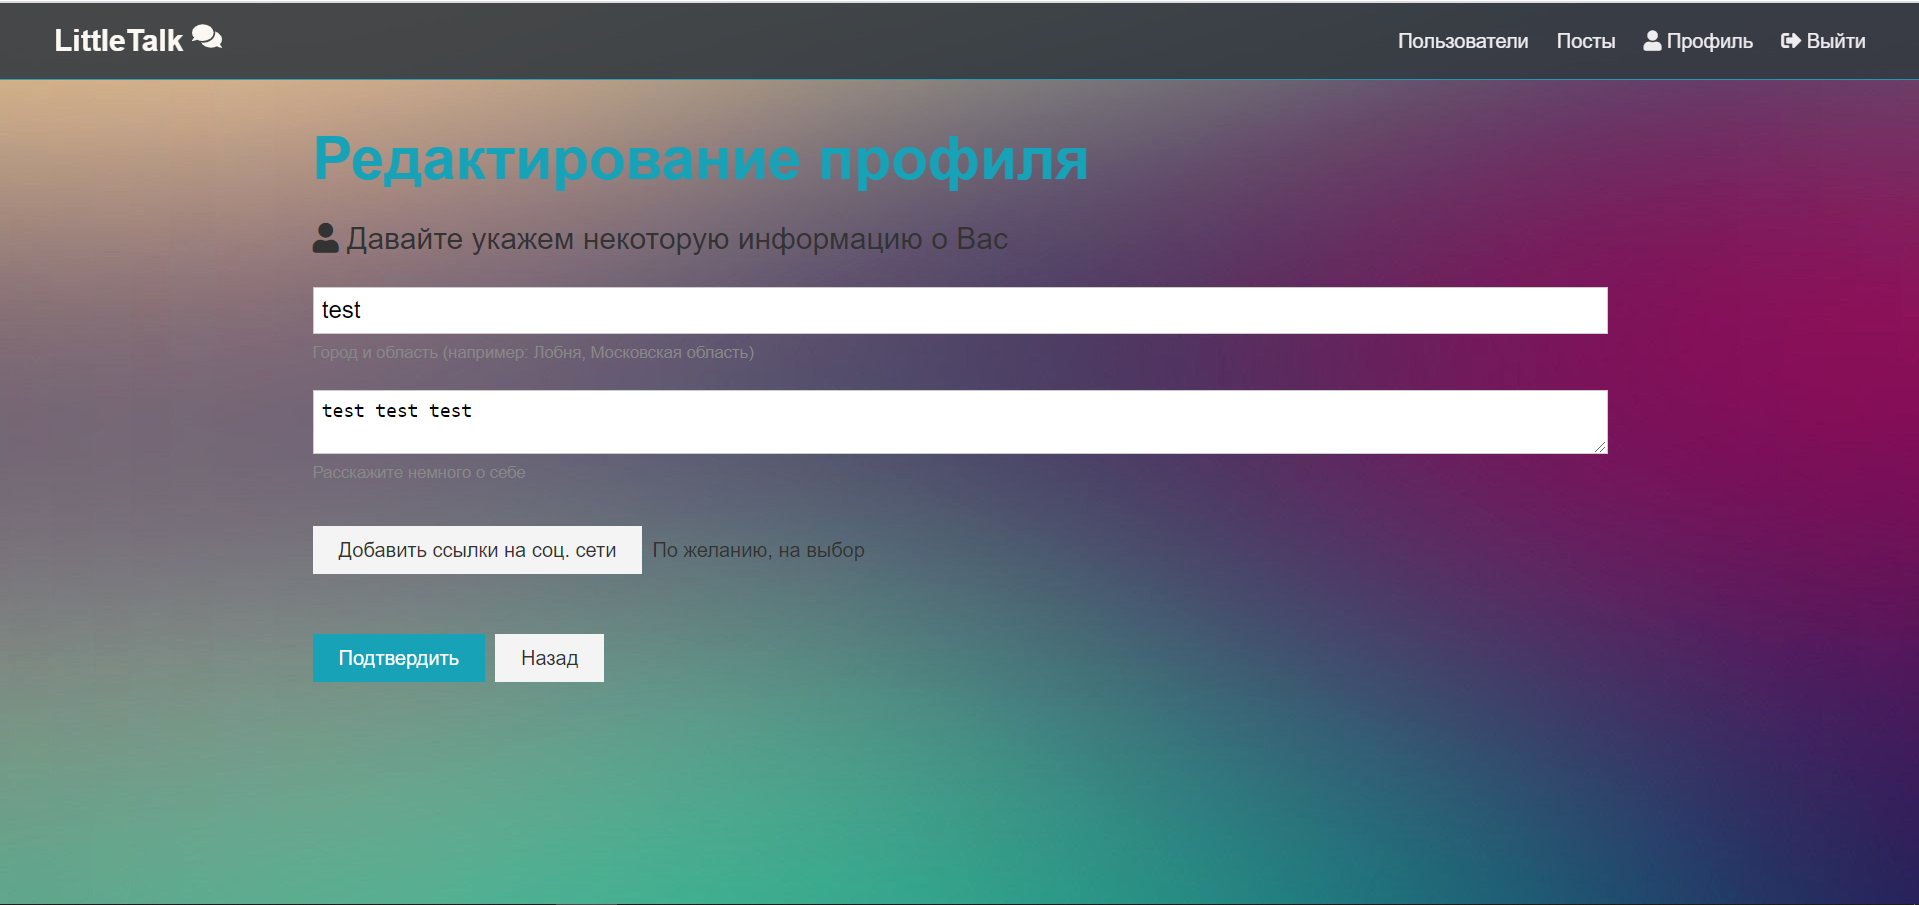 LittleTalk
Пользователи Посты Профиль Выйти
Редактирование профиля
Давайте укажем некоторую информацию о Вас
test
Город и область (например: Лобня, Московская область)
test test test
Расскажите немного о себе
Добавить ссылки на соц. сети По желанию, на выбор
Подтвердить Назад